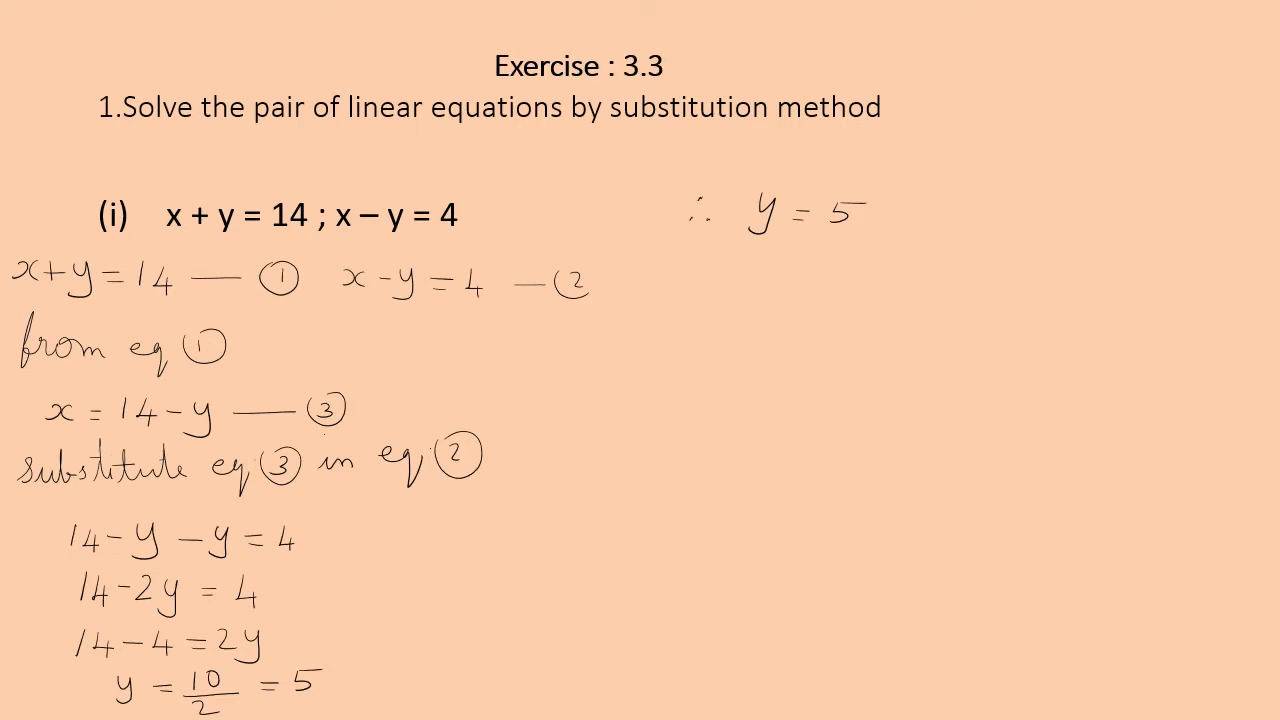 Exercise : 3.3
1.Solve the pair of linear equations by substitution method
(i) x + y = 14 ; x – y = 4
x+y=14 — ① x-y=4 — ②
from eq ①
x = 14-y — ③
substitute eq ③ in eq ②
14-y-y=4
14-2y=4
14-4=2y
y = 10/2 = 5
∴ y = 5